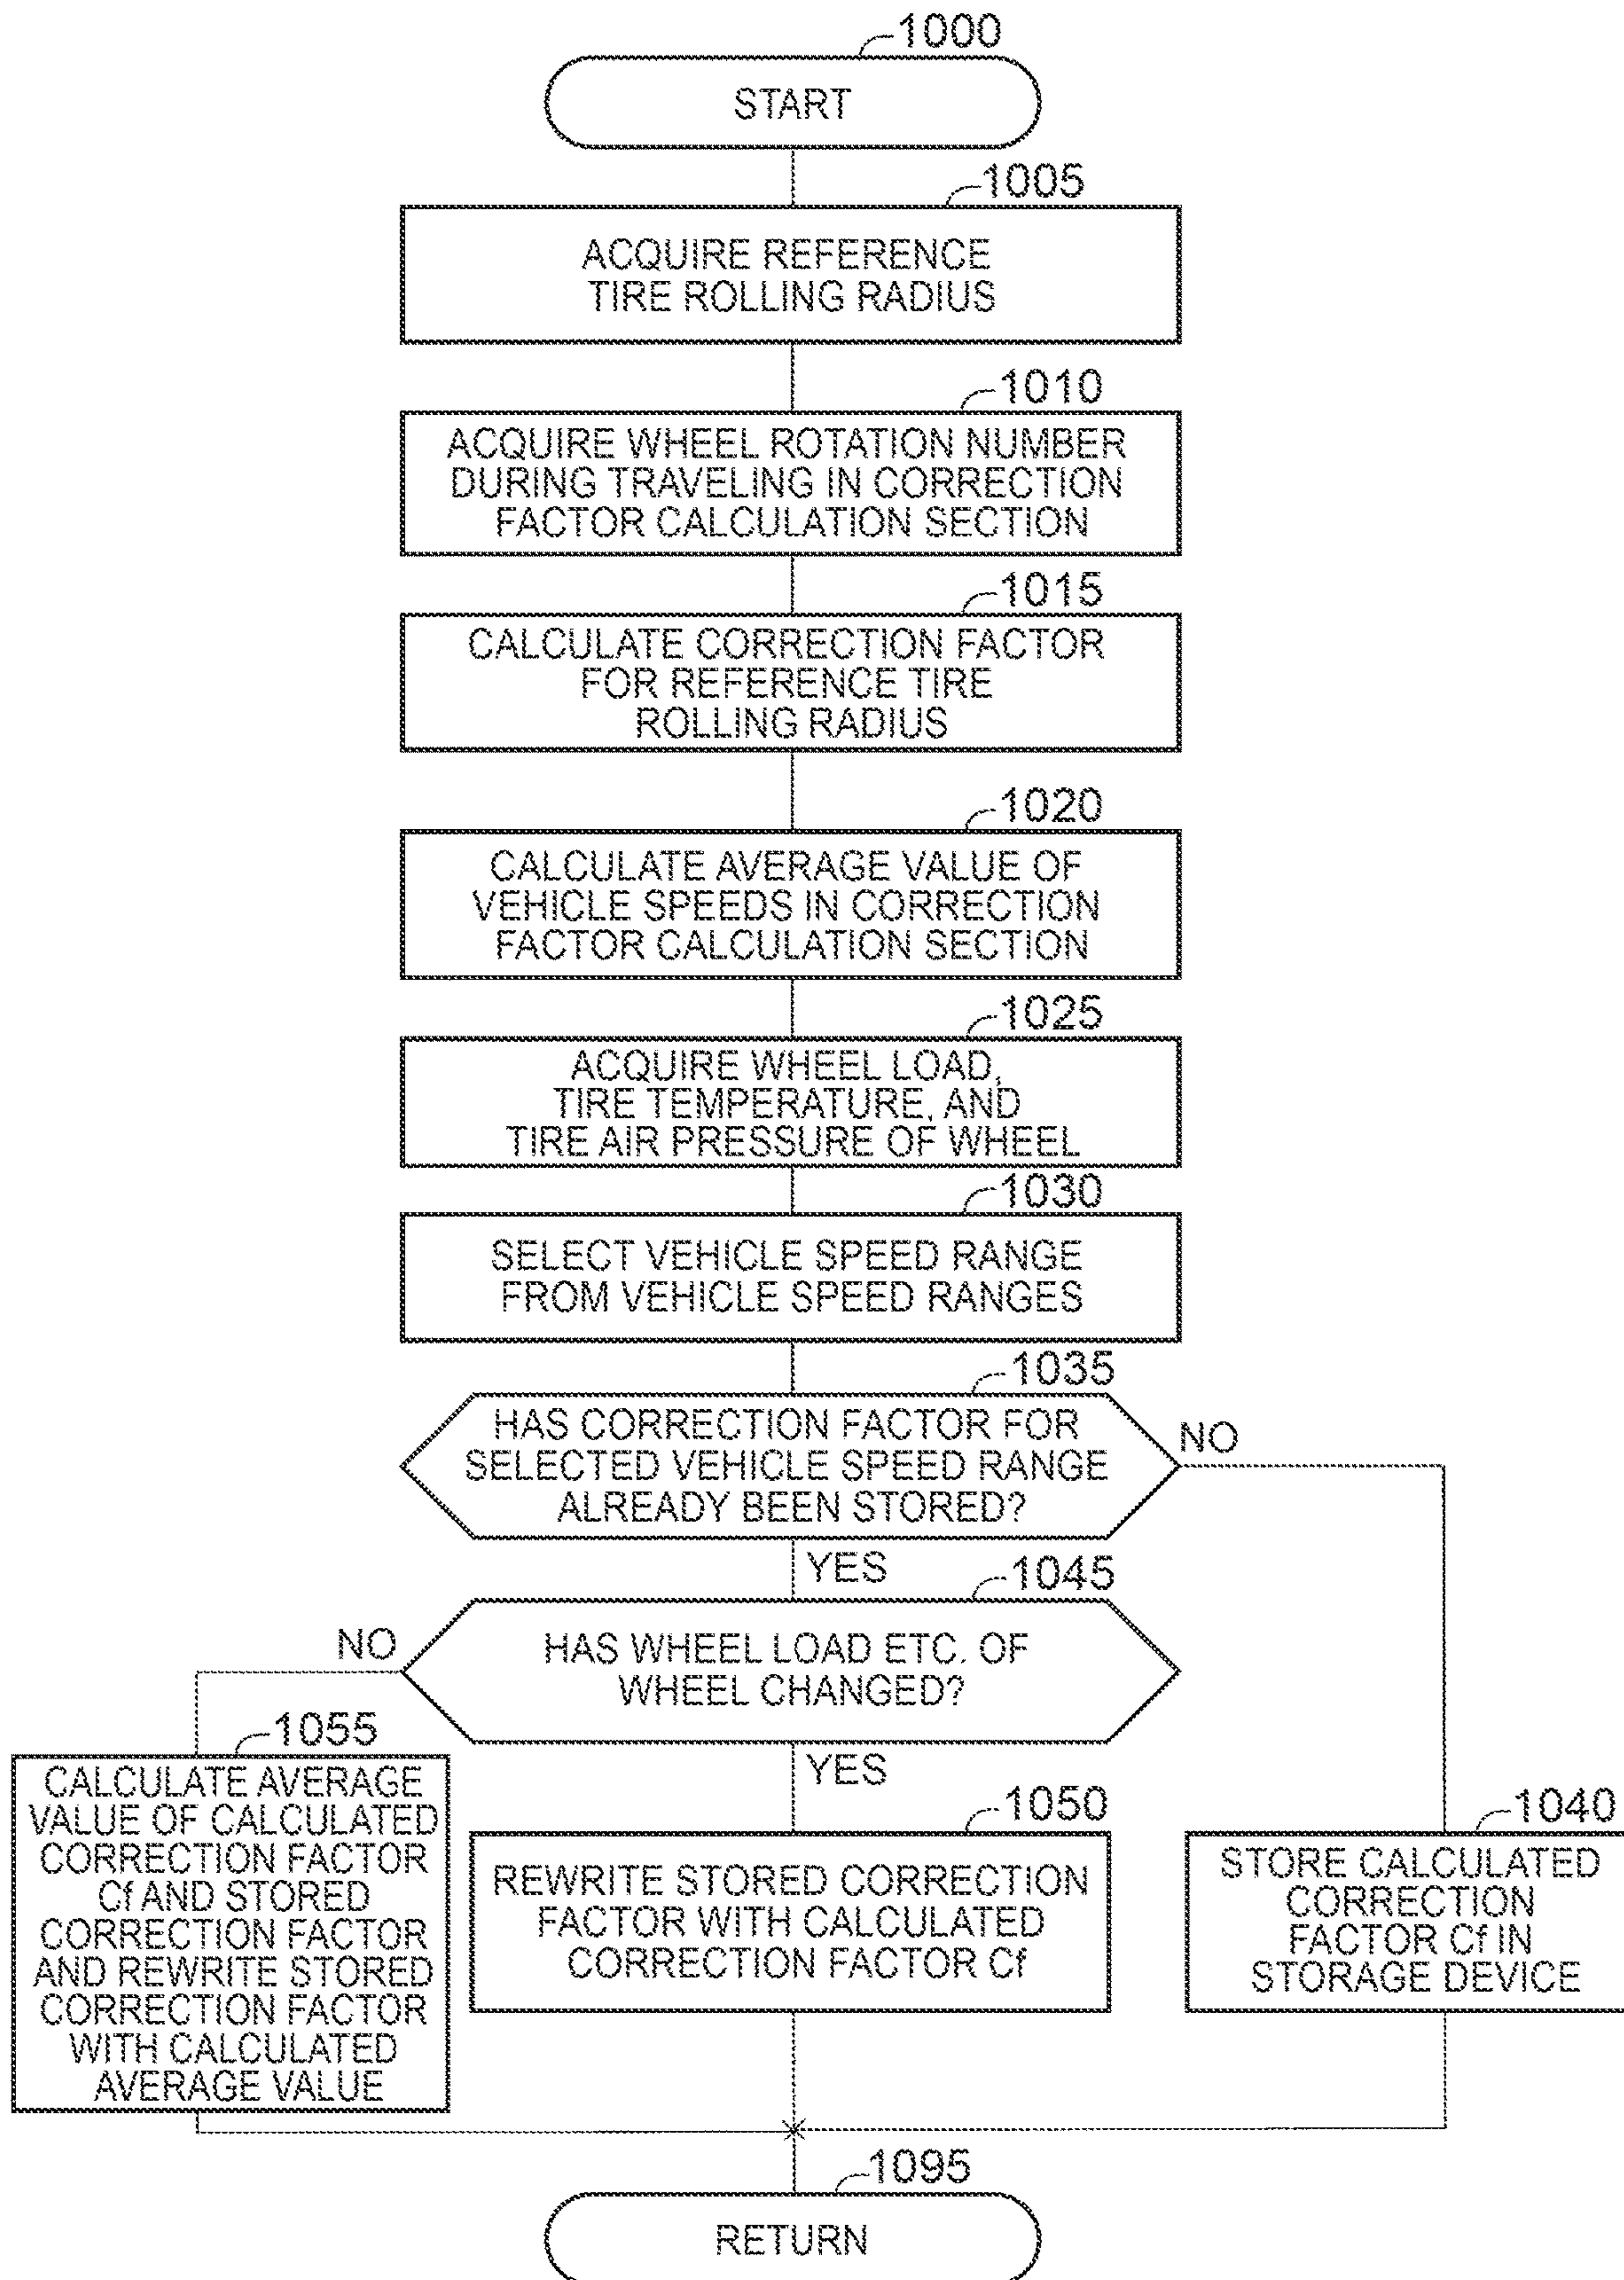 1000
START
1005
ACQUIRE REFERENCE
TIRE ROLLING RADIUS
1010
ACQUIRE WHEEL ROTATION NUMBER
DURING TRAVELING IN CORRECTION
FACTOR CALCULATION SECTION
1015
CALCULATE CORRECTION FACTOR
FOR REFERENCE TIRE
ROLLING RADIUS
1020
CALCULATE AVERAGE VALUE OF
VEHICLE SPEEDS IN CORRECTION
FACTOR CALCULATION SECTION
1025
ACQUIRE WHEEL LOAD,
TIRE TEMPERATURE, AND
TIRE AIR PRESSURE OF WHEEL
1030
SELECT VEHICLE SPEED RANGE
FROM VEHICLE SPEED RANGES
1035
HAS CORRECTION FACTOR FOR
SELECTED VEHICLE SPEED RANGE
ALREADY BEEN STORED?
NO
YES
1045
HAS WHEEL LOAD ETC. OF
WHEEL CHANGED?
NO
YES
1055
CALCULATE AVERAGE
VALUE OF CALCULATED
CORRECTION FACTOR
Cf AND STORED
CORRECTION FACTOR
AND REWRITE STORED
CORRECTION FACTOR
WITH CALCULATED
AVERAGE VALUE
1050
REWRITE STORED CORRECTION
FACTOR WITH CALCULATED
CORRECTION FACTOR Cf
1040
STORE CALCULATED
CORRECTION
FACTOR Cf IN
STORAGE DEVICE
1095
RETURN